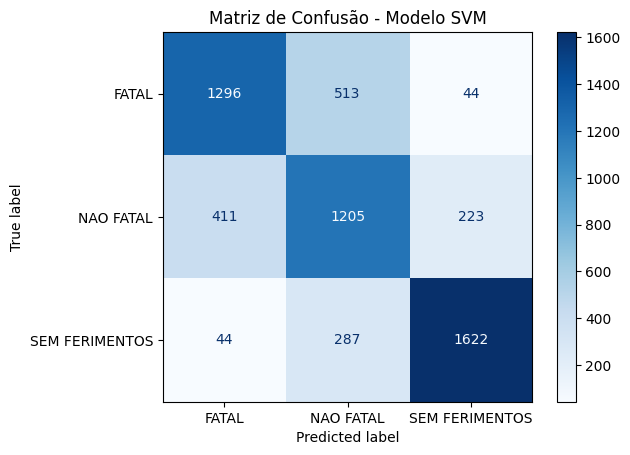 Matriz de Confusão - Modelo SVM
True label
FATAL
1296 513 44
NAO FATAL
411 1205 223
SEM FERIMENTOS
44 287 1622
FATAL NAO FATAL SEM FERIMENTOS
Predicted label
1600
1400
1200
1000
800
600
400
200